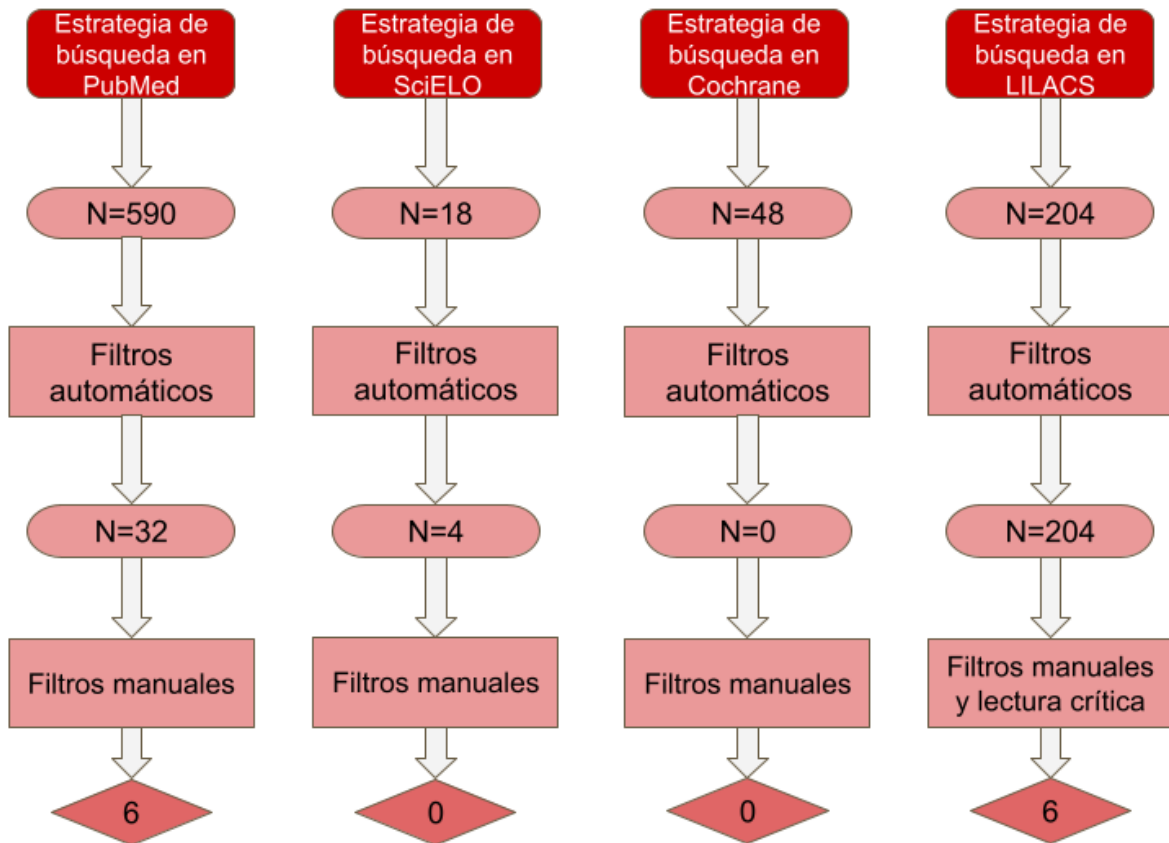 Estrategia de
búsqueda en
PubMed
Estrategia de
búsqueda en
SciELO
Estrategia de
búsqueda en
Cochrane
Estrategia de
búsqueda en
LILACS
N=590
N=18
N=48
N=204
Filtros
automáticos
Filtros
automáticos
Filtros
automáticos
Filtros
automáticos
N=32
N=4
N=0
N=204
Filtros manuales
Filtros manuales
Filtros manuales
Filtros manuales
y lectura crítica
6
0
0
6